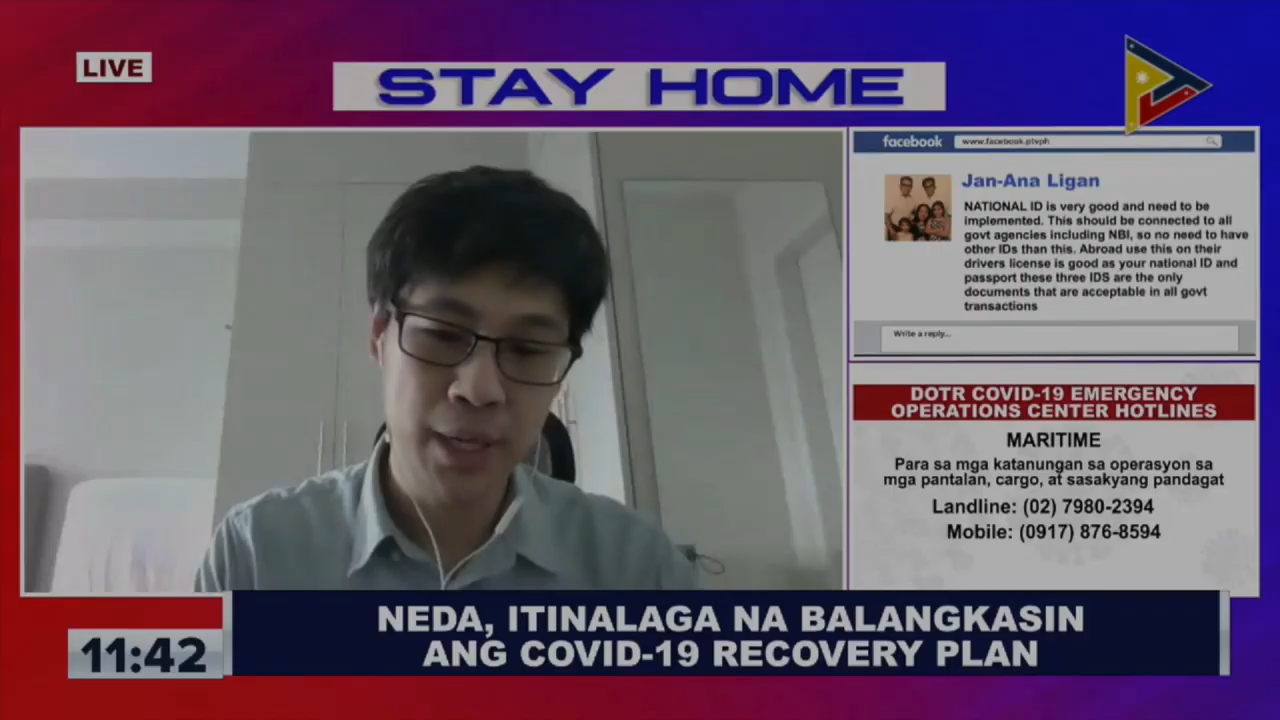 LIVE
STAY HOME
facebook
www.facebook.ptvph
Jan-Ana Ligan
NATIONAL ID is very good and need to be
implemented. This should be connected to all
govt agencies including NBI, so no need to have
other IDs than this. Abroad use this on their
drivers license is good as your national ID and
passport these three IDS are the only
documents that are acceptable in all govt
transactions
Write a reply...
DOTR COVID-19 EMERGENCY
OPERATIONS CENTER HOTLINES
MARITIME
Para sa mga katanungan sa operasyon sa
mga pantalan, cargo, at sasakyang pandagat
Landline: (02) 7980-2394
Mobile: (0917) 876-8594
NEDA, ITINALAGA NA BALANGKASIN
ANG COVID-19 RECOVERY PLAN
11:42